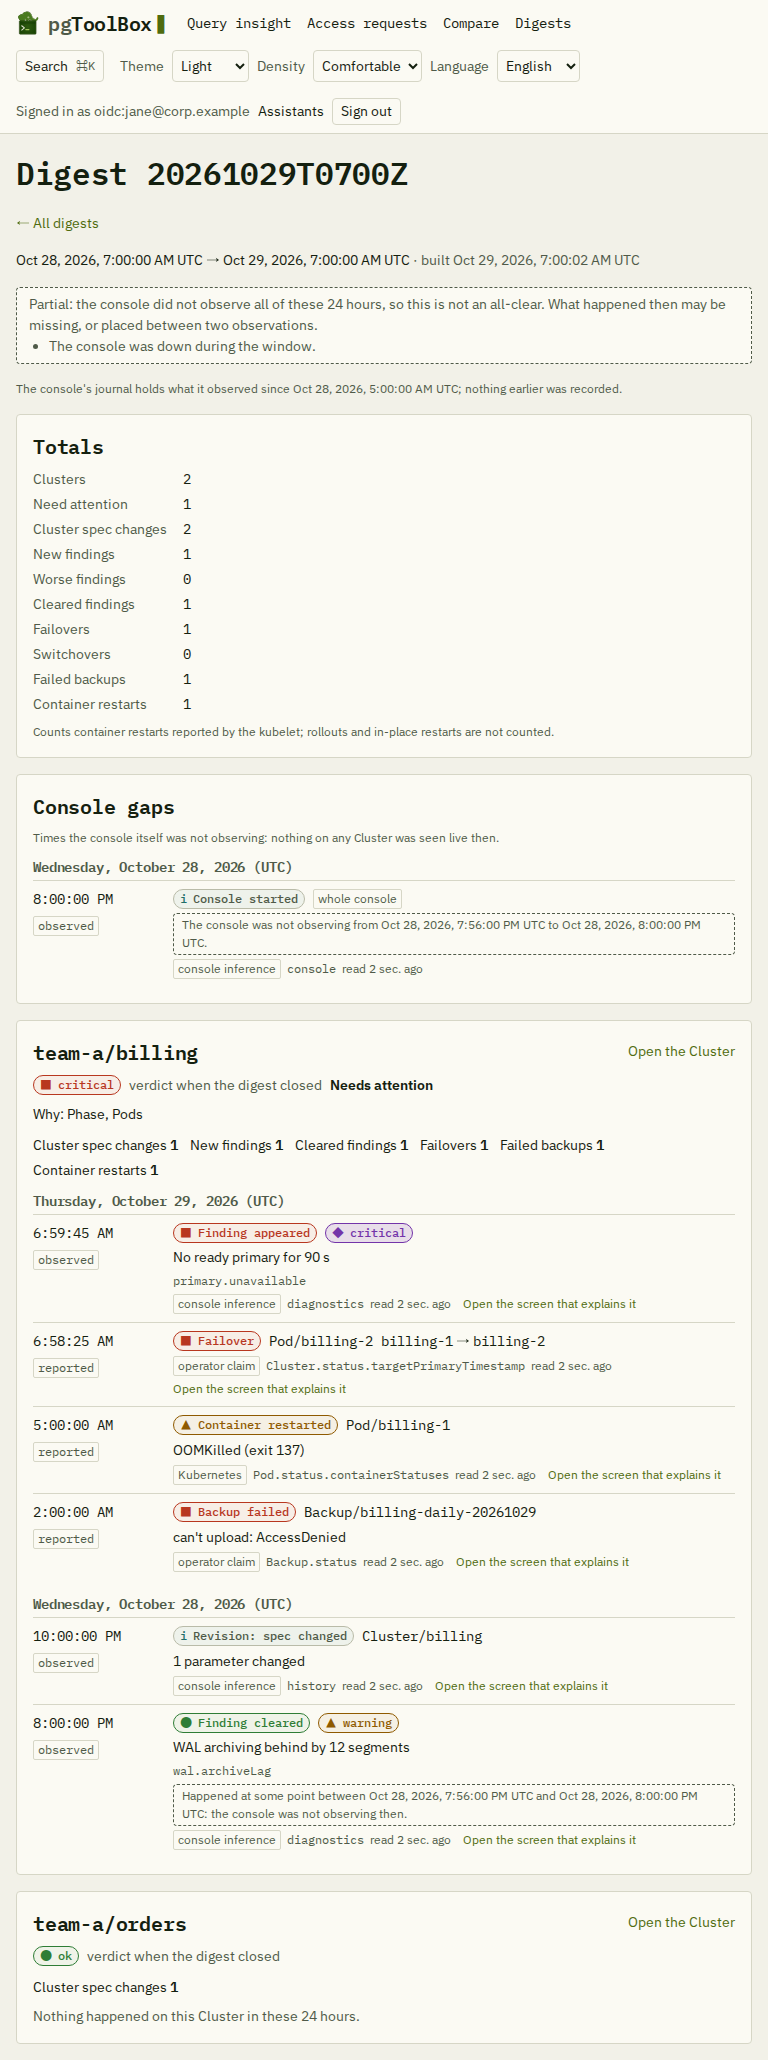 pgToolBox Query insight Access requests Compare Digests
Search ⌘K Theme Light Density Comfortable Language English
Signed in as oidc:jane@corp.example Assistants Sign out
Digest 20261029T0700Z
← All digests
Oct 28, 2026, 7:00:00 AM UTC → Oct 29, 2026, 7:00:00 AM UTC · built Oct 29, 2026, 7:00:02 AM UTC
Partial: the console did not observe all of these 24 hours, so this is not an all-clear. What happened then may be
missing, or placed between two observations.
• The console was down during the window.
The console's journal holds what it observed since Oct 28, 2026, 5:00:00 AM UTC; nothing earlier was recorded.
Totals
Clusters 2
Need attention 1
Cluster spec changes 2
New findings 1
Worse findings 0
Cleared findings 1
Failovers 1
Switchovers 0
Failed backups 1
Container restarts 1
Counts container restarts reported by the kubelet; rollouts and in-place restarts are not counted.
Console gaps
Times the console itself was not observing: nothing on any Cluster was seen live then.
Wednesday, October 28, 2026 (UTC)
8:00:00 PM i Console started whole console
observed
The console was not observing from Oct 28, 2026, 7:56:00 PM UTC to Oct 28, 2026, 8:00:00 PM
UTC.
console inference console read 2 sec. ago
team-a/billing Open the Cluster
critical verdict when the digest closed Needs attention
Why: Phase, Pods
Cluster spec changes 1 New findings 1 Cleared findings 1 Failovers 1 Failed backups 1
Container restarts 1
Thursday, October 29, 2026 (UTC)
6:59:45 AM Finding appeared critical
observed No ready primary for 90 s
primary.unavailable
console inference diagnostics read 2 sec. ago Open the screen that explains it
6:58:25 AM Failover Pod/billing-2 billing-1 → billing-2
reported operator claim Cluster.status.targetPrimaryTimestamp read 2 sec. ago
Open the screen that explains it
5:00:00 AM Container restarted Pod/billing-1
reported OOMKilled (exit 137)
Kubernetes Pod.status.containerStatuses read 2 sec. ago Open the screen that explains it
2:00:00 AM Backup failed Backup/billing-daily-20261029
reported can't upload: AccessDenied
operator claim Backup.status read 2 sec. ago Open the screen that explains it
Wednesday, October 28, 2026 (UTC)
10:00:00 PM i Revision: spec changed Cluster/billing
observed 1 parameter changed
console inference history read 2 sec. ago Open the screen that explains it
8:00:00 PM Finding cleared warning
observed WAL archiving behind by 12 segments
wal.archiveLag
Happened at some point between Oct 28, 2026, 7:56:00 PM UTC and Oct 28, 2026, 8:00:00 PM
UTC: the console was not observing then.
console inference diagnostics read 2 sec. ago Open the screen that explains it
team-a/orders Open the Cluster
ok verdict when the digest closed
Cluster spec changes 1
Nothing happened on this Cluster in these 24 hours.